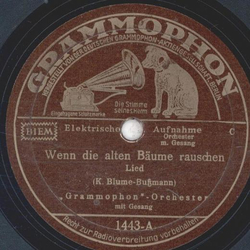 GRAMMOPHON
Die Stimme
seines Herrn
BIEM Elektrische Aufnahme C
Orchester
m. Gesang
Wenn die alten Bäume rauschen
Lied
(K. Blume-Bußmann)
„Grammophon"-Orchester
mit Gesang
1443-A
Recht zur Radioverbreitung vorbehalten